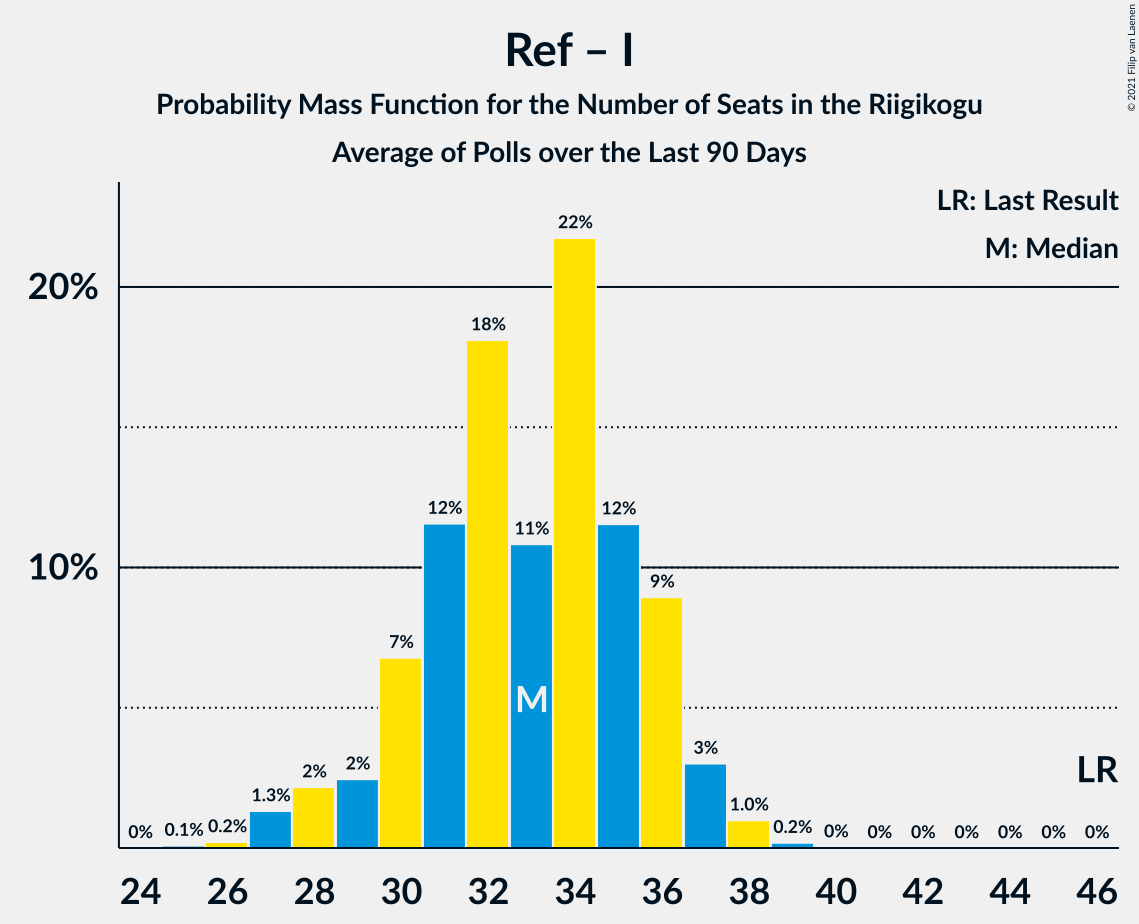 © 2021 Filip van Laenen
Ref – I
Probability Mass Function for the Number of Seats in the Riigikogu
Average of Polls over the Last 90 Days
LR: Last Result
M: Median
20%
10%
0% 0.1% 0.2% 1.3% 2% 2% 7% 12% 18% 11% 22% 12% 9% 3% 1.0% 0.2% 0% 0% 0% 0% 0% 0% 0%
M
LR
24 26 28 30 32 34 36 38 40 42 44 46